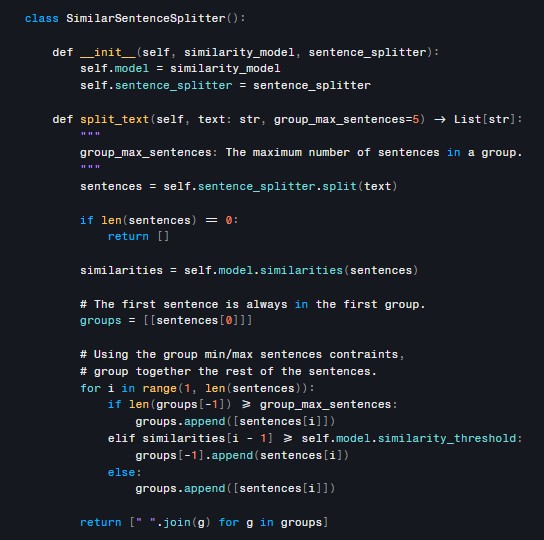 class SimilarSentenceSplitter():
def __init__(self, similarity_model, sentence_splitter):
self.model = similarity_model
self.sentence_splitter = sentence_splitter
def split_text(self, text: str, group_max_sentences=5) → List[str]:
"""
group_max_sentences: The maximum number of sentences in a group.
"""
sentences = self.sentence_splitter.split(text)
if len(sentences) == 0:
return []
similarities = self.model.similarities(sentences)
# The first sentence is always in the first group.
groups = [[sentences[0]]]
# Using the group min/max sentences contraints,
# group together the rest of the sentences.
for i in range(1, len(sentences)):
if len(groups[-1]) ≥ group_max_sentences:
groups.append([sentences[i]])
elif similarities[i - 1] ≥ self.model.similarity_threshold:
groups[-1].append(sentences[i])
else:
groups.append([sentences[i]])
return [" ".join(g) for g in groups]